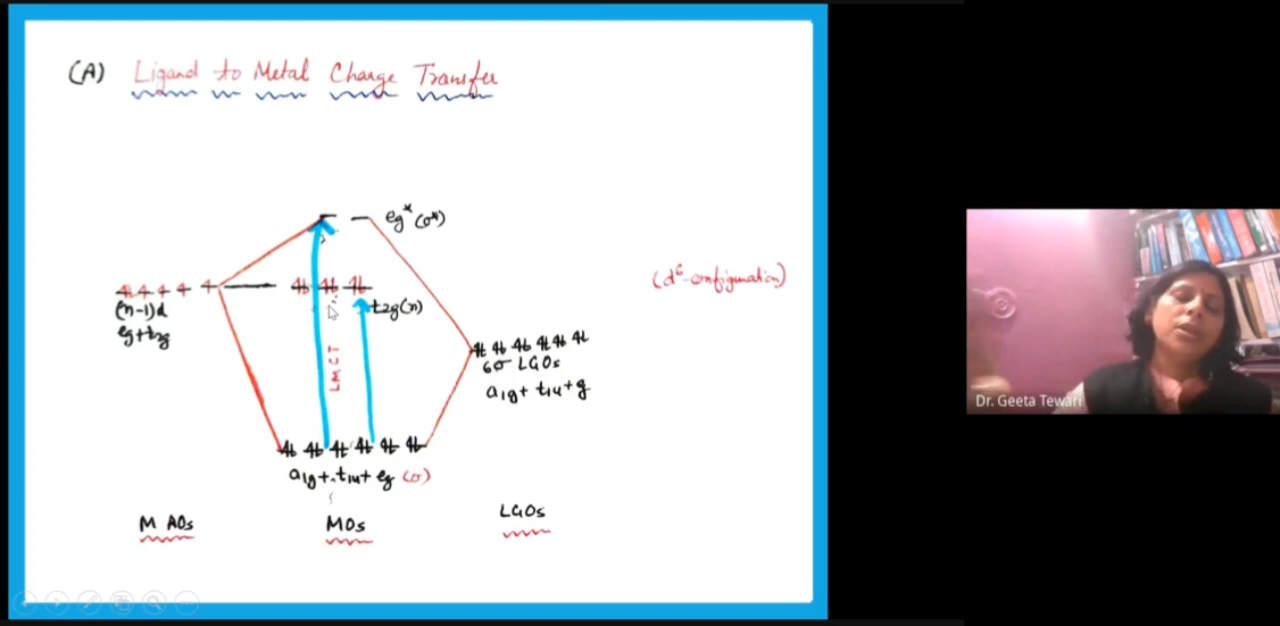 (A) Ligand to Metal Charge Transfer
eg* (σ*)
(n-1)d
eg+t2g
t2g(n)
(d6-configuration)
LMCT
6σ LGOs
a1g+ t1u+g
a1g+ t1u+ eg (σ)
M AOs
MOs
LGOs
Dr. Geeta Tewari